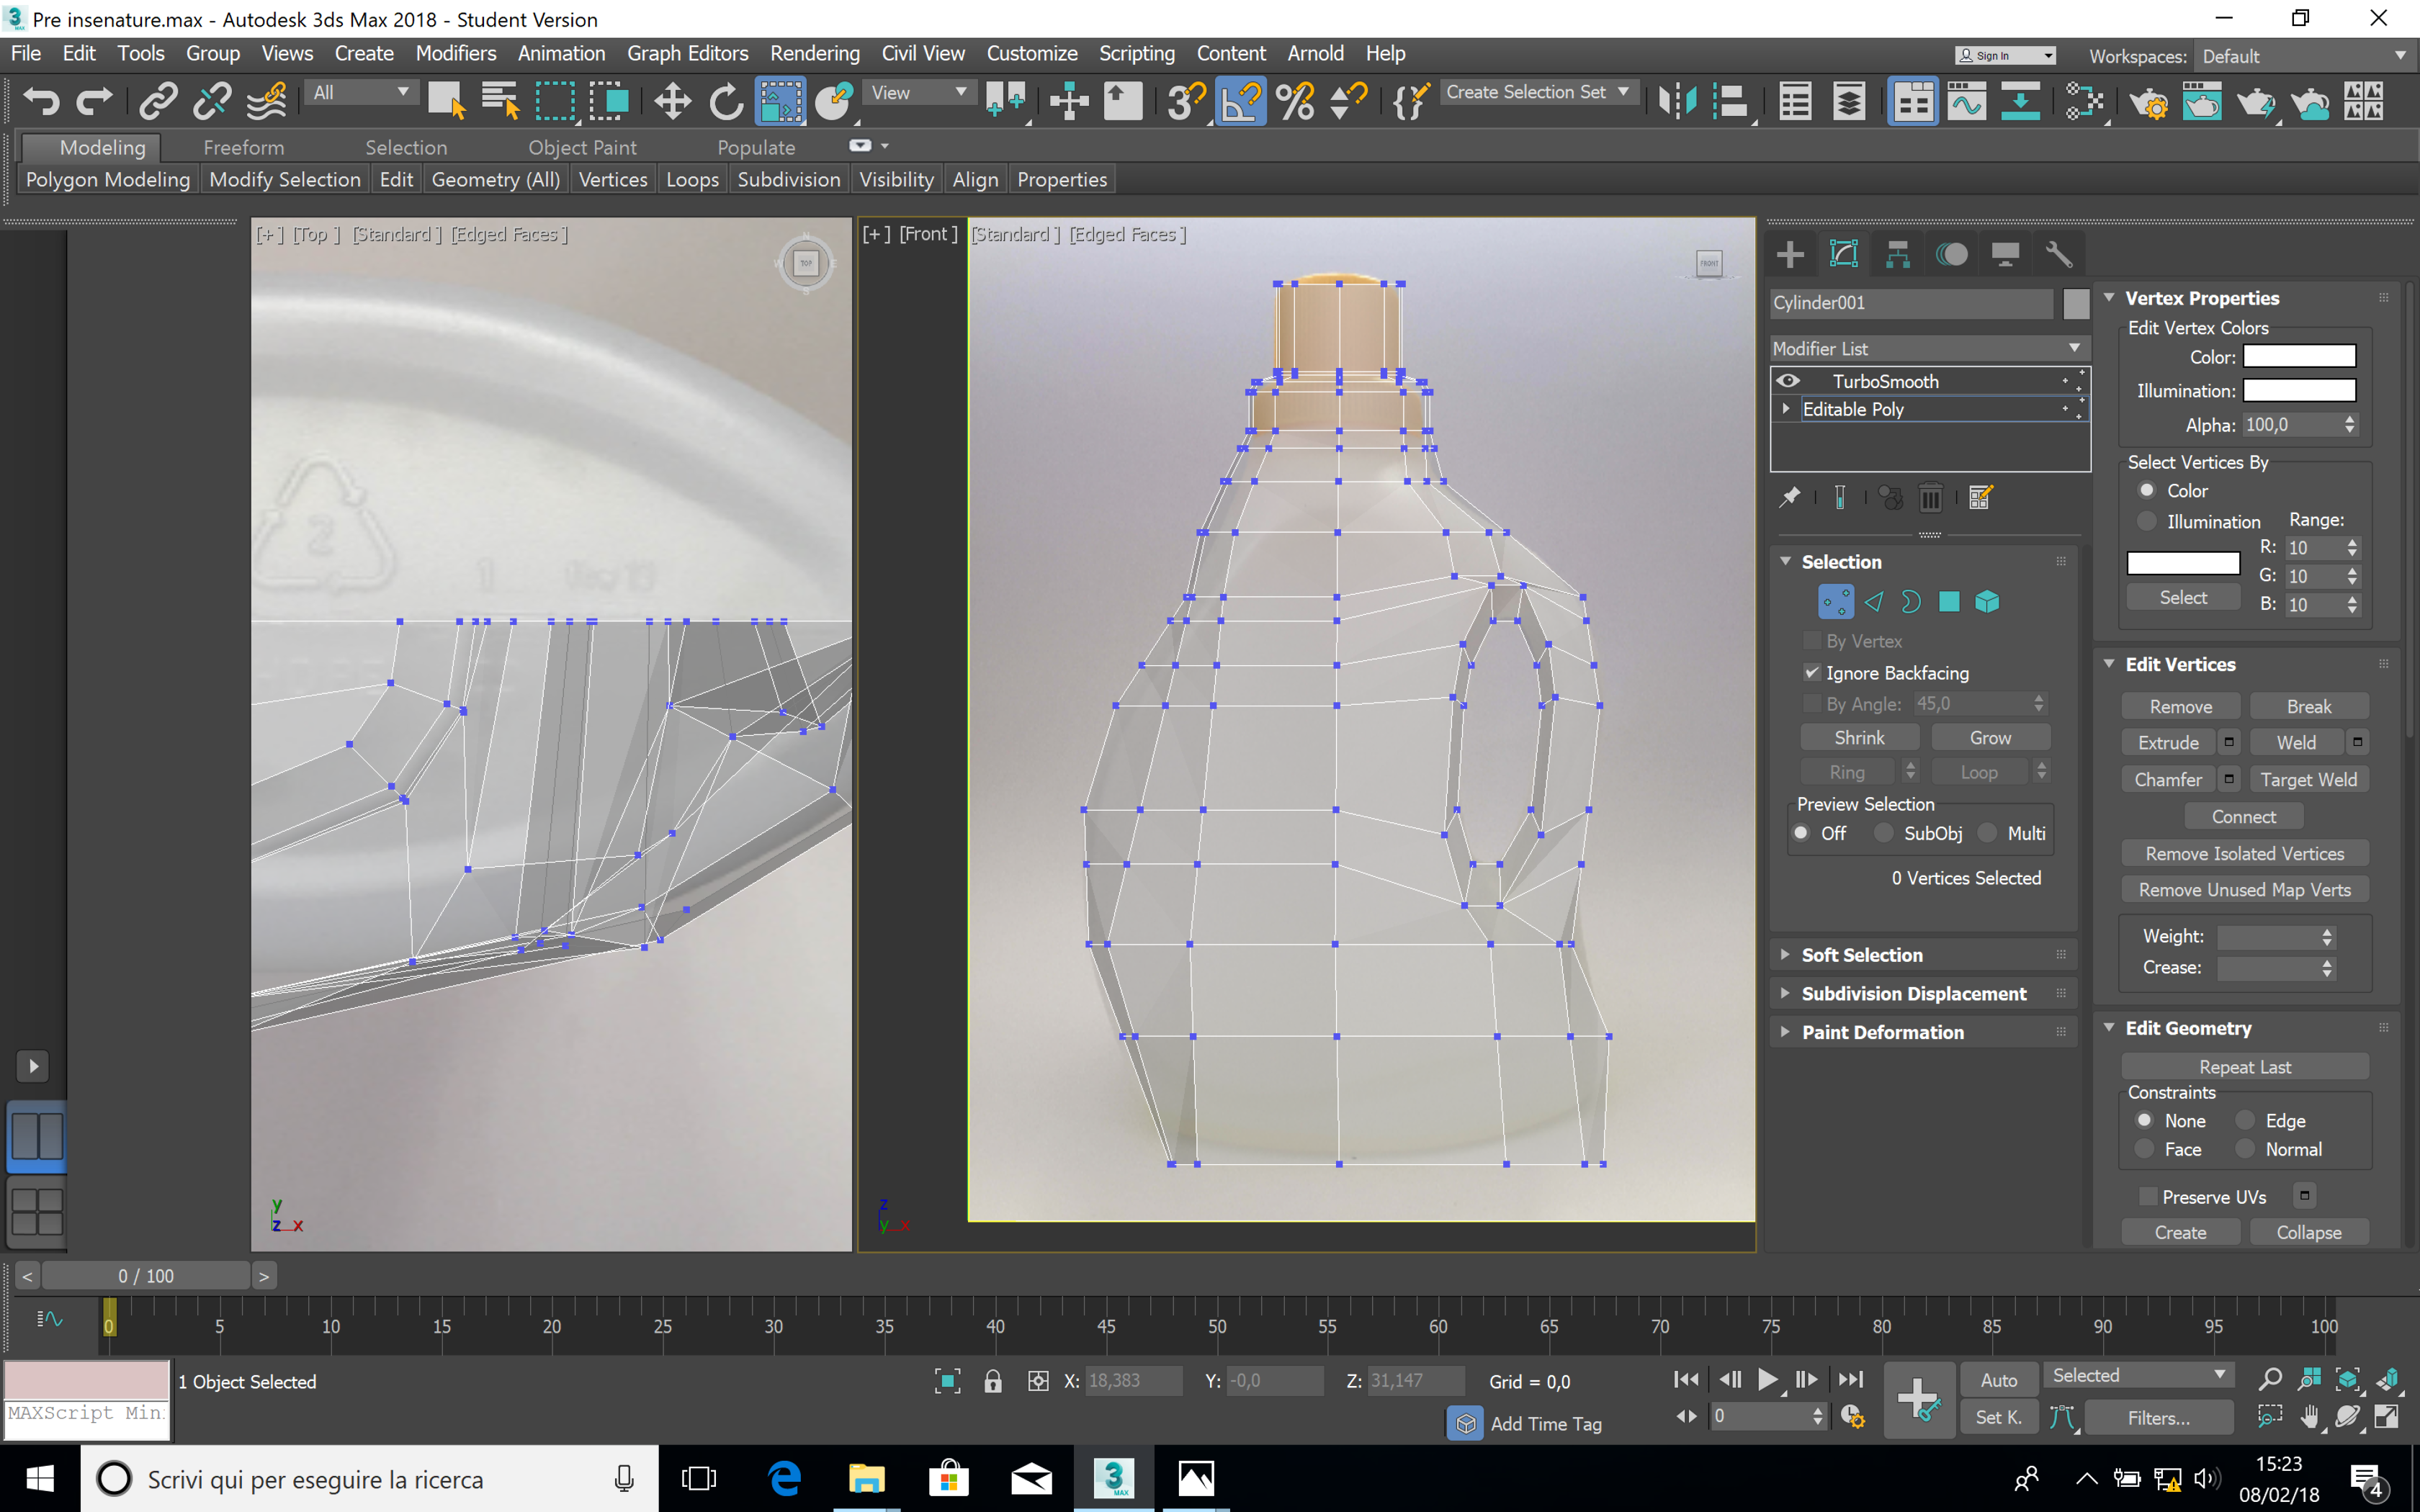 Pre insenature.max - Autodesk 3ds Max 2018 - Student Version
File Edit Tools Group Views Create Modifiers Animation Graph Editors Rendering Civil View Customize Scripting Content Arnold Help
Sign In
Workspaces: Default
All
View
Create Selection Set
Modeling Freeform Selection Object Paint Populate
Polygon Modeling Modify Selection Edit Geometry (All) Vertices Loops Subdivision Visibility Align Properties
[+] [Top] [Standard] [Edged Faces]
TOP
N
E
S
W
2
1
[+] [Front] [Standard] [Edged Faces]
FRONT
y
z x
z
y x
Cylinder001
Modifier List
TurboSmooth
Editable Poly
Selection
By Vertex
Ignore Backfacing
By Angle: 45,0
Shrink Grow
Ring Loop
Preview Selection
Off SubObj Multi
0 Vertices Selected
Soft Selection
Subdivision Displacement
Paint Deformation
Vertex Properties
Edit Vertex Colors
Color:
Illumination:
Alpha: 100,0
Select Vertices By
Color
Illumination Range:
R: 10
G: 10
Select
B: 10
Edit Vertices
Remove Break
Extrude Weld
Chamfer Target Weld
Connect
Remove Isolated Vertices
Remove Unused Map Verts
Weight:
Crease:
Edit Geometry
Repeat Last
Constraints
None Edge
Face Normal
Preserve UVs
Create Collapse
< 0 / 100 >
0 5 10 15 20 25 30 35 40 45 50 55 60 65 70 75 80 85 90 95 100
1 Object Selected
MAXScript Min
X: 18,383 Y: -0,0 Z: 31,147 Grid = 0,0
Add Time Tag
0
Auto Selected
Set K. Filters...
Scrivi qui per eseguire la ricerca
3
MAX
15:23
08/02/18
4